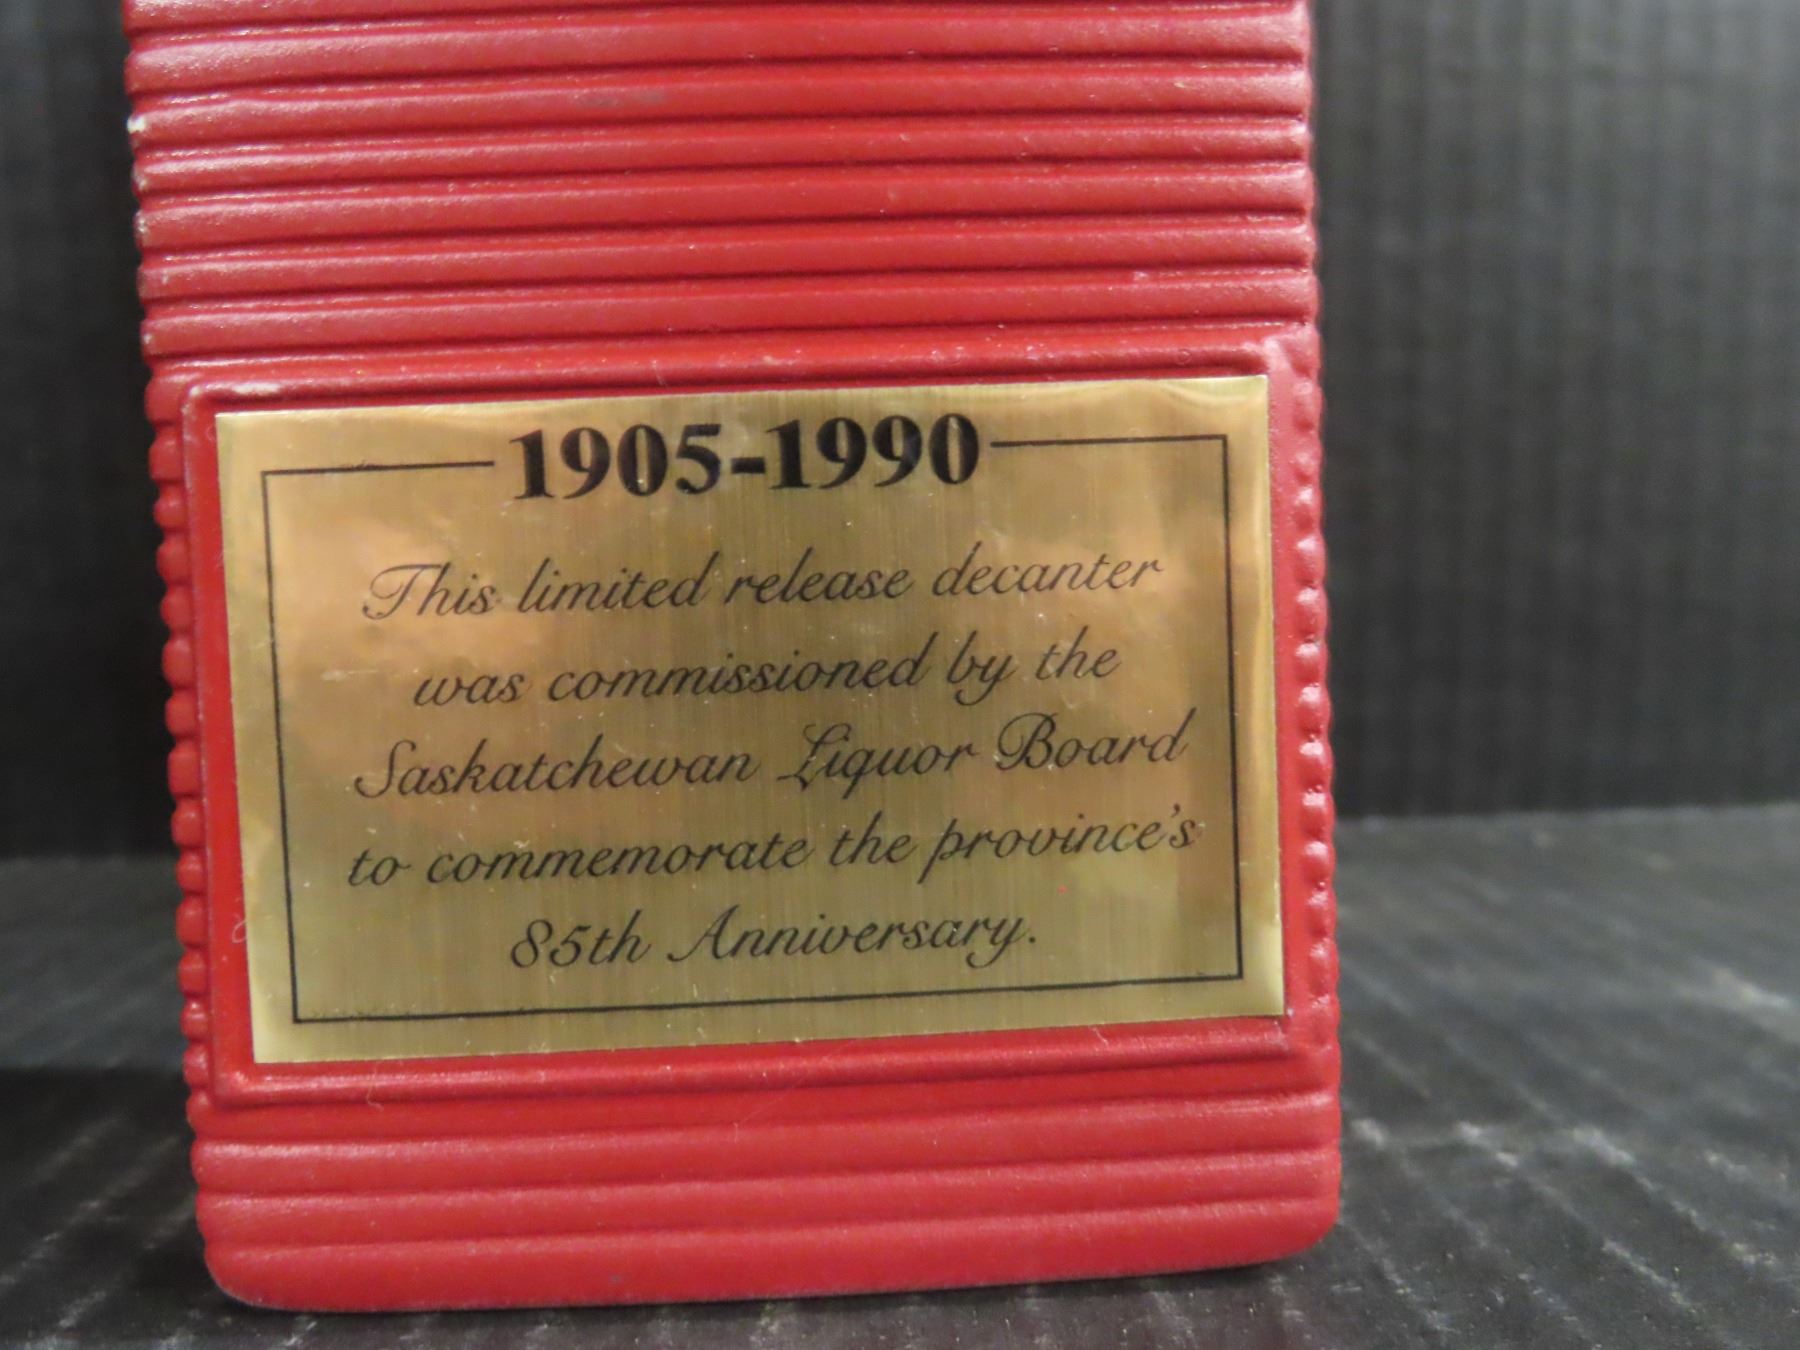 1905-1990
This limited release decanter
was commissioned by the
Saskatchewan Liquor Board
to commemorate the province's
85th Anniversary.